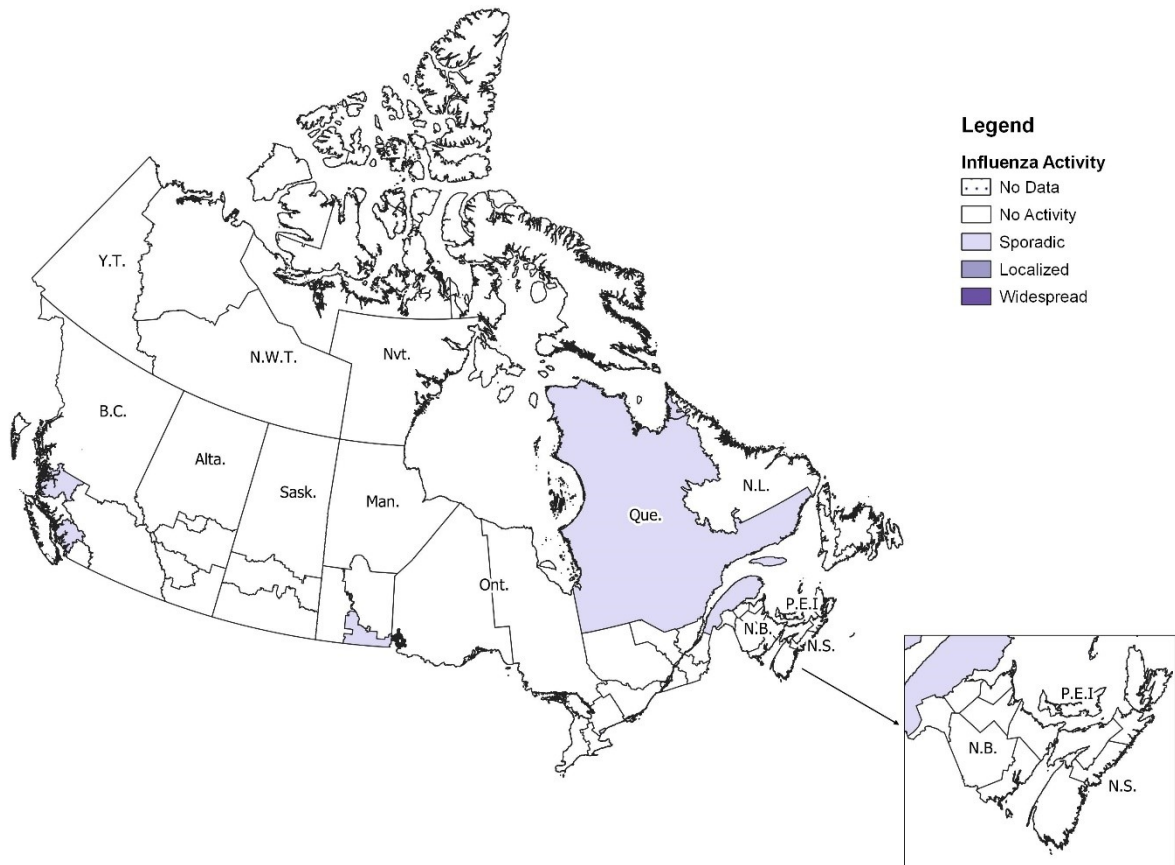 Legend
Influenza Activity
No Data
No Activity
Sporadic
Localized
Widespread
Y.T.
N.W.T.
Nvt.
B.C.
Alta.
Sask.
Man.
Ont.
Que.
N.L.
P.E.I
N.B.
N.S.
P.E.I
N.B.
N.S.